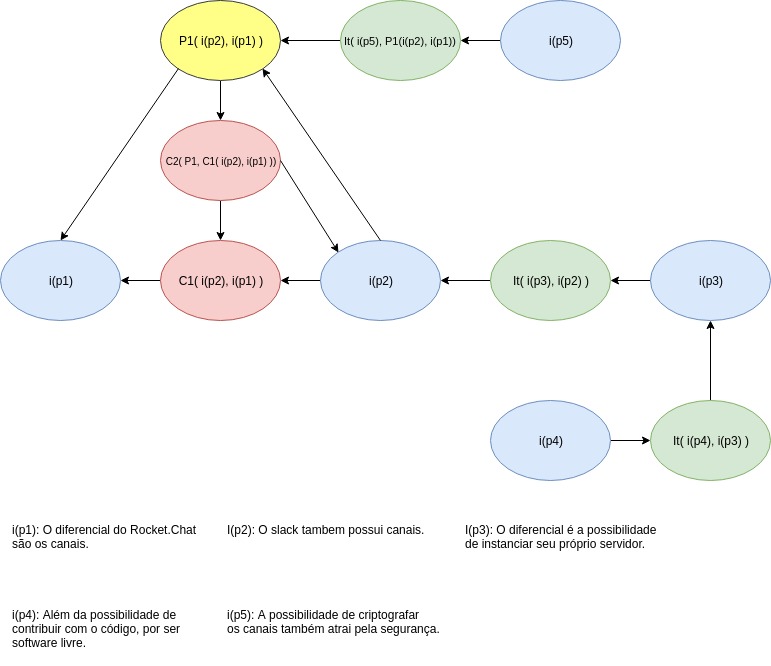 P1( i(p2), i(p1) )
It( i(p5), P1(i(p2), i(p1))
i(p5)
C2( P1, C1( i(p2), i(p1) ))
i(p1)
C1( i(p2), i(p1) )
i(p2)
It( i(p3), i(p2) )
i(p3)
i(p4)
It( i(p4), i(p3) )
i(p1): O diferencial do Rocket.Chat
são os canais.
I(p2): O slack tambem possui canais.
I(p3): O diferencial é a possibilidade
de instanciar seu próprio servidor.
i(p4): Além da possibilidade de
contribuir com o código, por ser
software livre.
i(p5): A possibilidade de criptografar
os canais também atrai pela segurança.